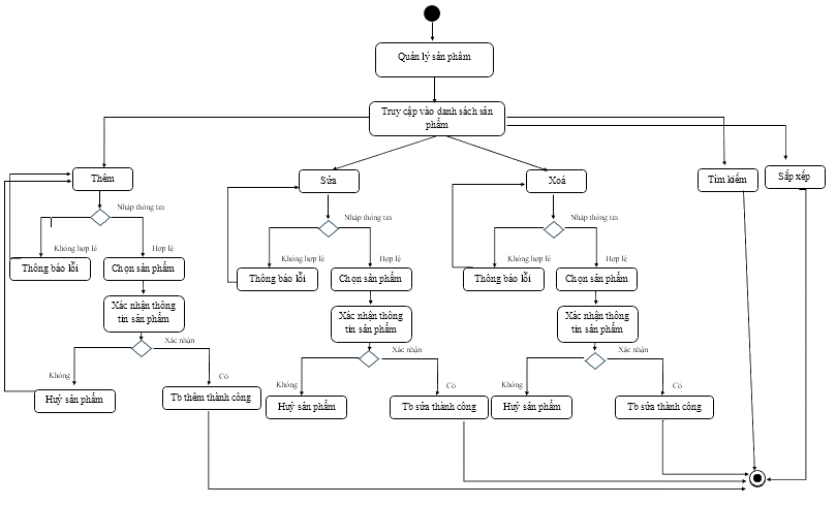 Quản lý sản phẩm
Truy cập vào danh sách sản
phẩm
Thêm
Sửa
Xoá
Tìm kiếm
Sắp xếp
Nhập thông tin
Nhập thông tin
Nhập thông tin
Không hợp lệ
Hợp lệ
Không hợp lệ
Hợp lệ
Không hợp lệ
Hợp lệ
Thông báo lỗi
Chọn sản phẩm
Thông báo lỗi
Chọn sản phẩm
Thông báo lỗi
Chọn sản phẩm
Xác nhận thông
tin sản phẩm
Xác nhận thông
tin sản phẩm
Xác nhận thông
tin sản phẩm
Xác nhận
Xác nhận
Xác nhận
Không
Có
Không
Có
Không
Có
Huỷ sản phẩm
Tb thêm thành công
Huỷ sản phẩm
Tb sửa thành công
Huỷ sản phẩm
Tb sửa thành công